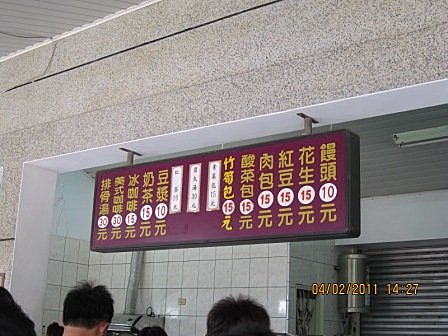 饅頭10元
花生15元
紅豆15元
肉包15元
酸菜包15元
竹筍包15元
豆漿10元
奶茶15元
冰咖啡15元
美式咖啡30元
排骨湯30元
04/02/2011 14:27